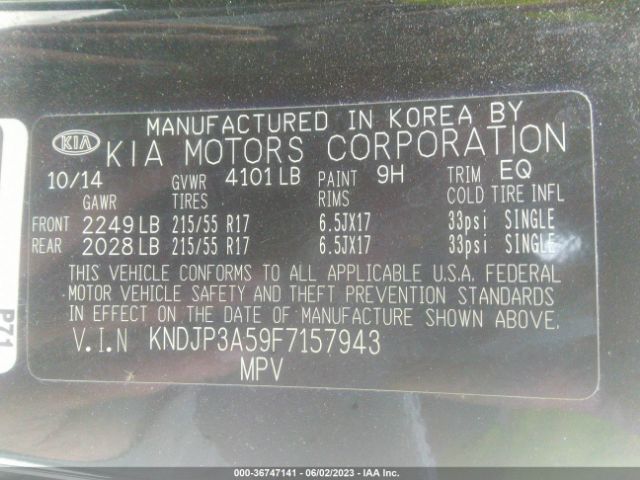 MANUFACTURED IN KOREA BY
KIA KIA MOTORS CORPORATION
10/14 GVWR 4101 LB PAINT 9H TRIM EQ
GAWR TIRES RIMS COLD TIRE INFL
FRONT 2249 LB 215/55 R17 6.5JX17 33psi SINGLE
REAR 2028 LB 215/55 R17 6.5JX17 33psi SINGLE
THIS VEHICLE CONFORMS TO ALL APPLICABLE U.S.A. FEDERAL
MOTOR VEHICLE SAFETY AND THEFT PREVENTION STANDARDS
IN EFFECT ON THE DATE OF MANUFACTURE SHOWN ABOVE.
V.I.N KNDJP3A59F7157943
MPV
P71
000-36747141 - 06/02/2023 - IAA Inc.